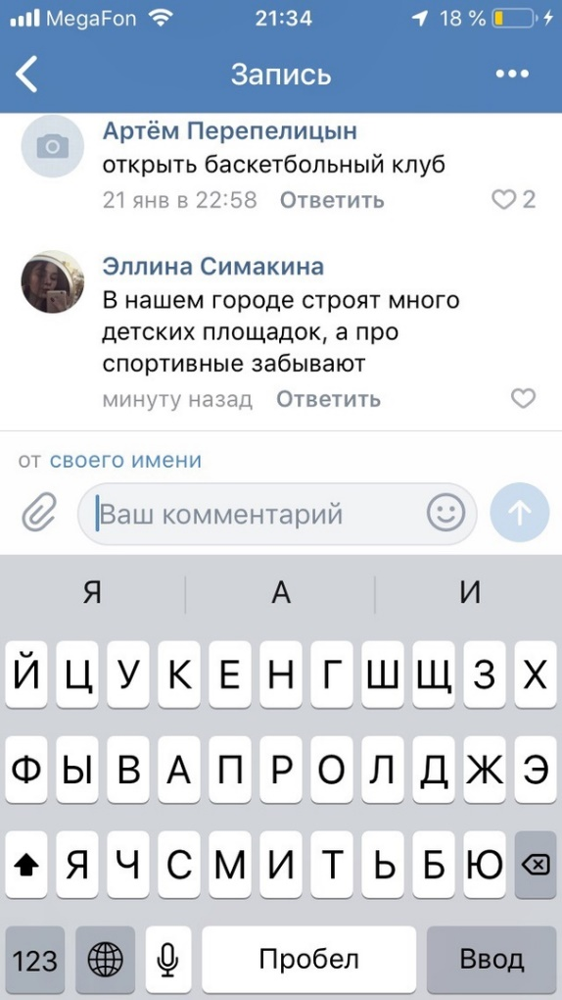 MegaFon 21:34 18 %
Запись
Артём Перепелицын
открыть баскетбольный клуб
21 янв в 22:58 Ответить 2
Эллина Симакина
В нашем городе строят много
детских площадок, а про
спортивные забывают
минуту назад Ответить
от своего имени
Ваш комментарий
Я А И
Й Ц У К Е Н Г Ш Щ З Х
Ф Ы В А П Р О Л Д Ж Э
Я Ч С М И Т Ь Б Ю
123 Пробел Ввод